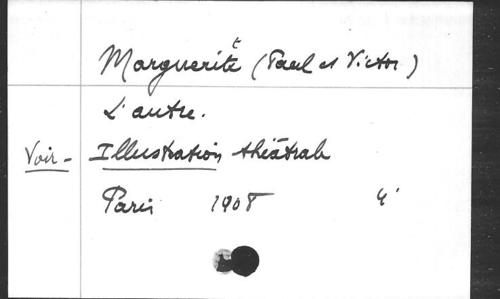 Margueritte (Paul et Victor)
L'autre.
Voir - Illustration théâtrale
Paris 1908 4°